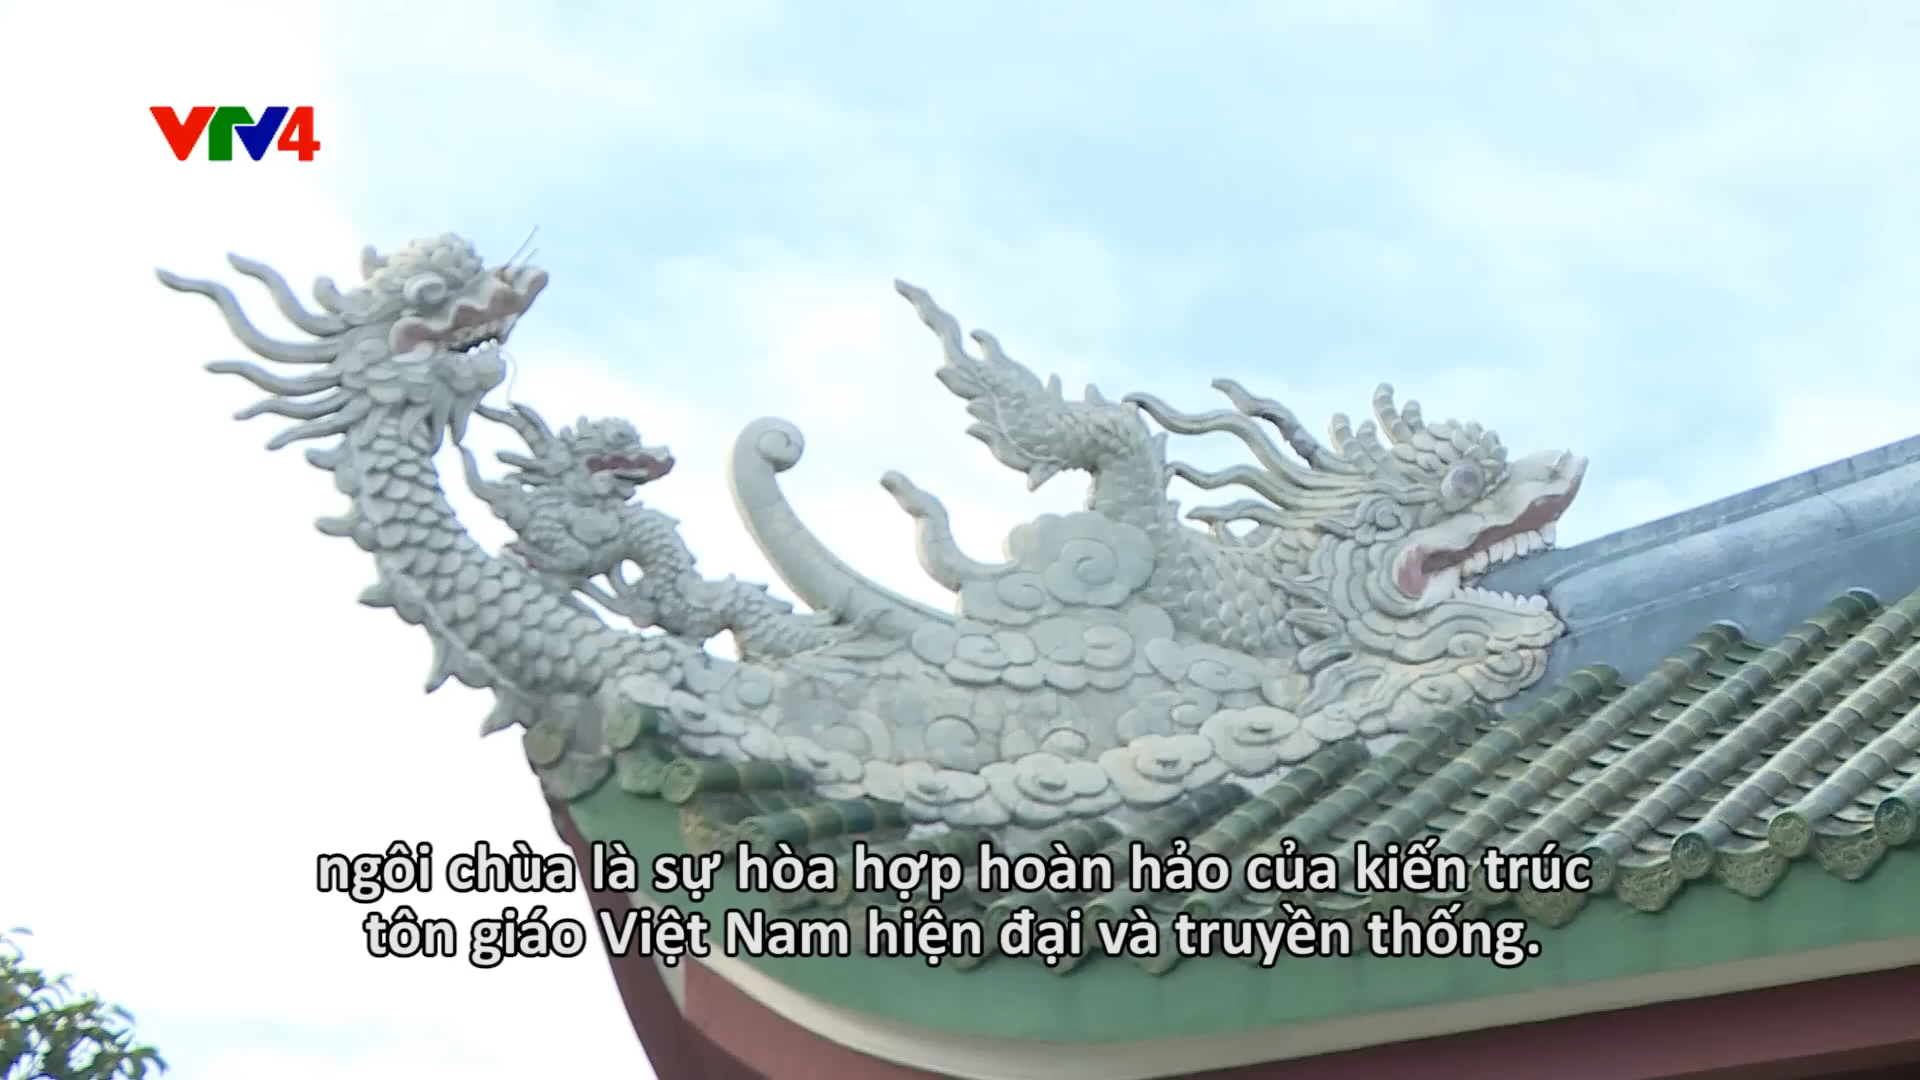 VTV4
ngôi chùa là sự hòa hợp hoàn hảo của kiến trúc
tôn giáo Việt Nam hiện đại và truyền thống.